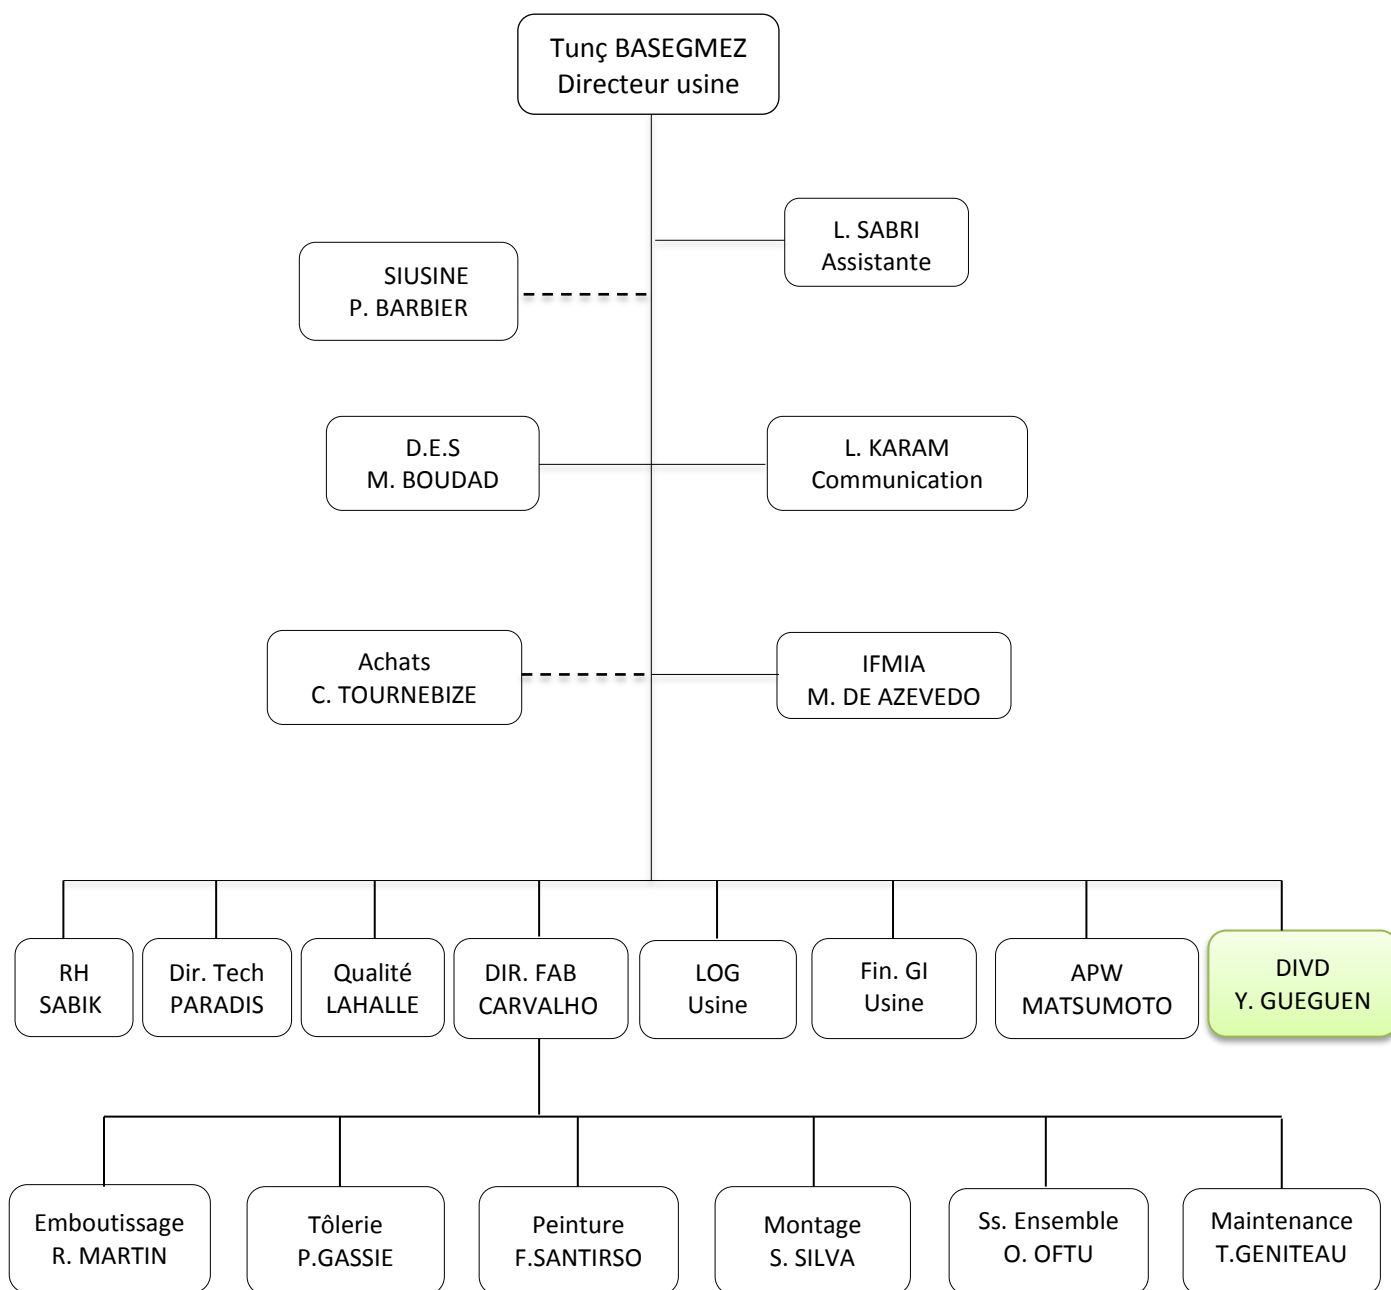 Tunç BASEGMEZ
Directeur usine
L. SABRI
Assistante
SIUSINE
P. BARBIER
D.E.S
M. BOUDAD
L. KARAM
Communication
Achats
C. TOURNEBIZE
IFMIA
M. DE AZEVEDO
RH
SABIK
Dir. Tech
PARADIS
Qualité
LAHALLE
DIR. FAB
CARVALHO
LOG
Usine
Fin. GI
Usine
APW
MATSUMOTO
DIVD
Y. GUEGUEN
Emboutissage
R. MARTIN
Tôlerie
P.GASSIE
Peinture
F.SANTIRSO
Montage
S. SILVA
Ss. Ensemble
O. OFTU
Maintenance
T.GENITEAU